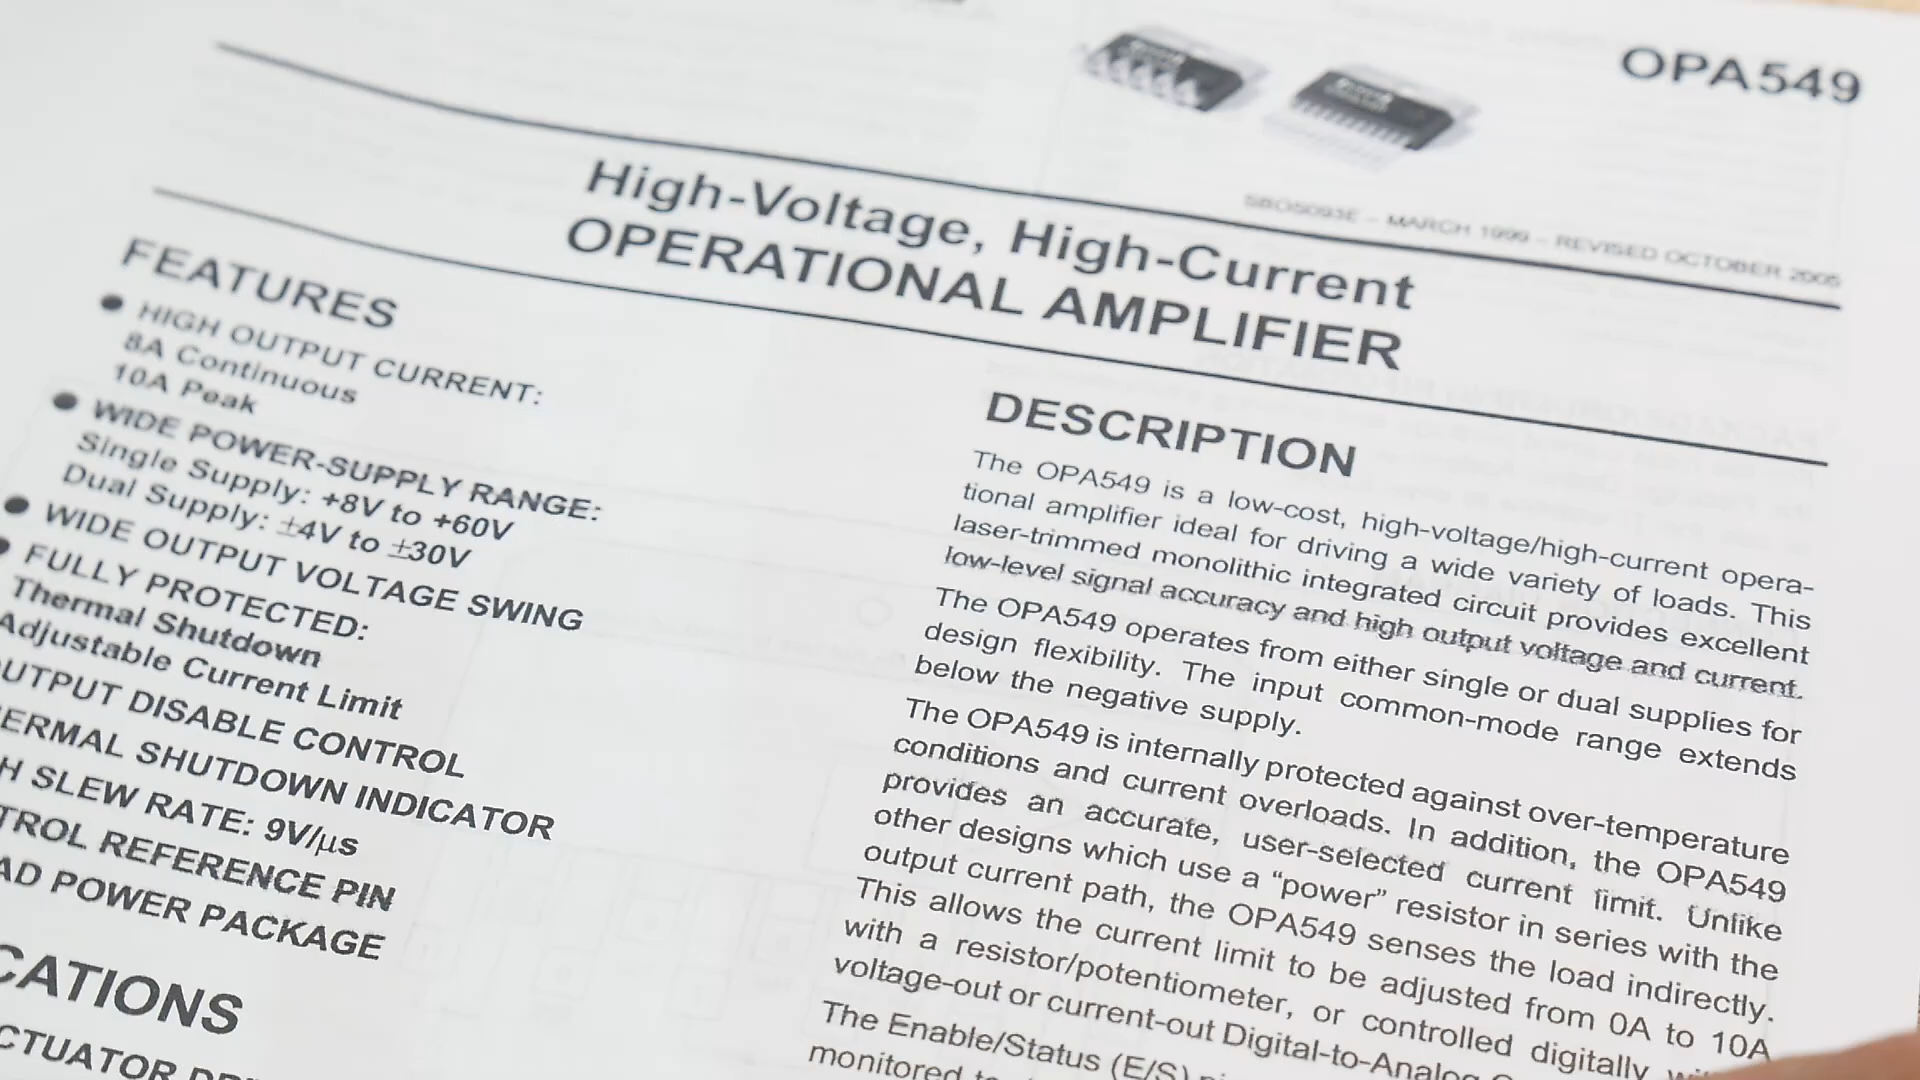 OPA549
SBOS093E – MARCH 1999 – REVISED OCTOBER 2005
High-Voltage, High-Current
OPERATIONAL AMPLIFIER
FEATURES
● HIGH OUTPUT CURRENT:
8A Continuous
10A Peak
● WIDE POWER-SUPPLY RANGE:
Single Supply: +8V to +60V
Dual Supply: ±4V to ±30V
● WIDE OUTPUT VOLTAGE SWING
● FULLY PROTECTED:
Thermal Shutdown
Adjustable Current Limit
UTPUT DISABLE CONTROL
ERMAL SHUTDOWN INDICATOR
H SLEW RATE: 9V/µs
TROL REFERENCE PIN
AD POWER PACKAGE
CATIONS
CTUATOR
DESCRIPTION
The OPA549 is a low-cost, high-voltage/high-current opera-
tional amplifier ideal for driving a wide variety of loads. This
laser-trimmed monolithic integrated circuit provides excellent
low-level signal accuracy and high output voltage and current.
The OPA549 operates from either single or dual supplies for
design flexibility. The input common-mode range extends
below the negative supply.
The OPA549 is internally protected against over-temperature
conditions and current overloads. In addition, the OPA549
provides an accurate, user-selected current limit. Unlike
other designs which use a “power” resistor in series with the
output current path, the OPA549 senses the load indirectly.
This allows the current limit to be adjusted from 0A to 10A
with a resistor/potentiometer, or controlled digitally
voltage-out or current-out Digital-to-Analog
The Enable/Status (E/S)
monitored